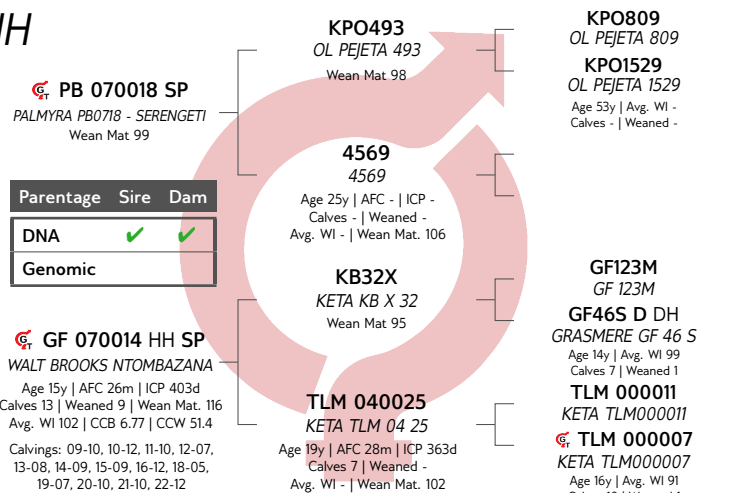 HH
KPO493
OL PEJETA 493
Wean Mat 98
KPO809
OL PEJETA 809
KPO1529
OL PEJETA 1529
Age 53y | Avg. WI -
Calves - | Weaned -
GT PB 070018 SP
PALMYRA PB0718 - SERENGETI
Wean Mat 99
4569
4569
Age 25y | AFC - | ICP -
Calves - | Weaned -
Avg. WI - | Wean Mat. 106
Parentage Sire Dam
DNA ✔ ✔
Genomic
KB32X
KETA KB X 32
Wean Mat 95
GF123M
GF 123M
GF46S D DH
GRASMERE GF 46 S
Age 14y | Avg. WI 99
Calves 7 | Weaned 1
GT GF 070014 HH SP
WALT BROOKS NTOMBAZANA
Age 15y | AFC 26m | ICP 403d
Calves 13 | Weaned 9 | Wean Mat. 116
Avg. WI 102 | CCB 6.77 | CCW 51.4
Calvings: 09-10, 10-12, 11-10, 12-07,
13-08, 14-09, 15-09, 16-12, 18-05,
19-07, 20-10, 21-10, 22-12
TLM 040025
KETA TLM 04 25
Age 19y | AFC 28m | ICP 363d
Calves 7 | Weaned -
Avg. WI - | Wean Mat. 102
TLM 000011
KETA TLM000011
GT TLM 000007
KETA TLM000007
Age 16y | Avg. WI 91